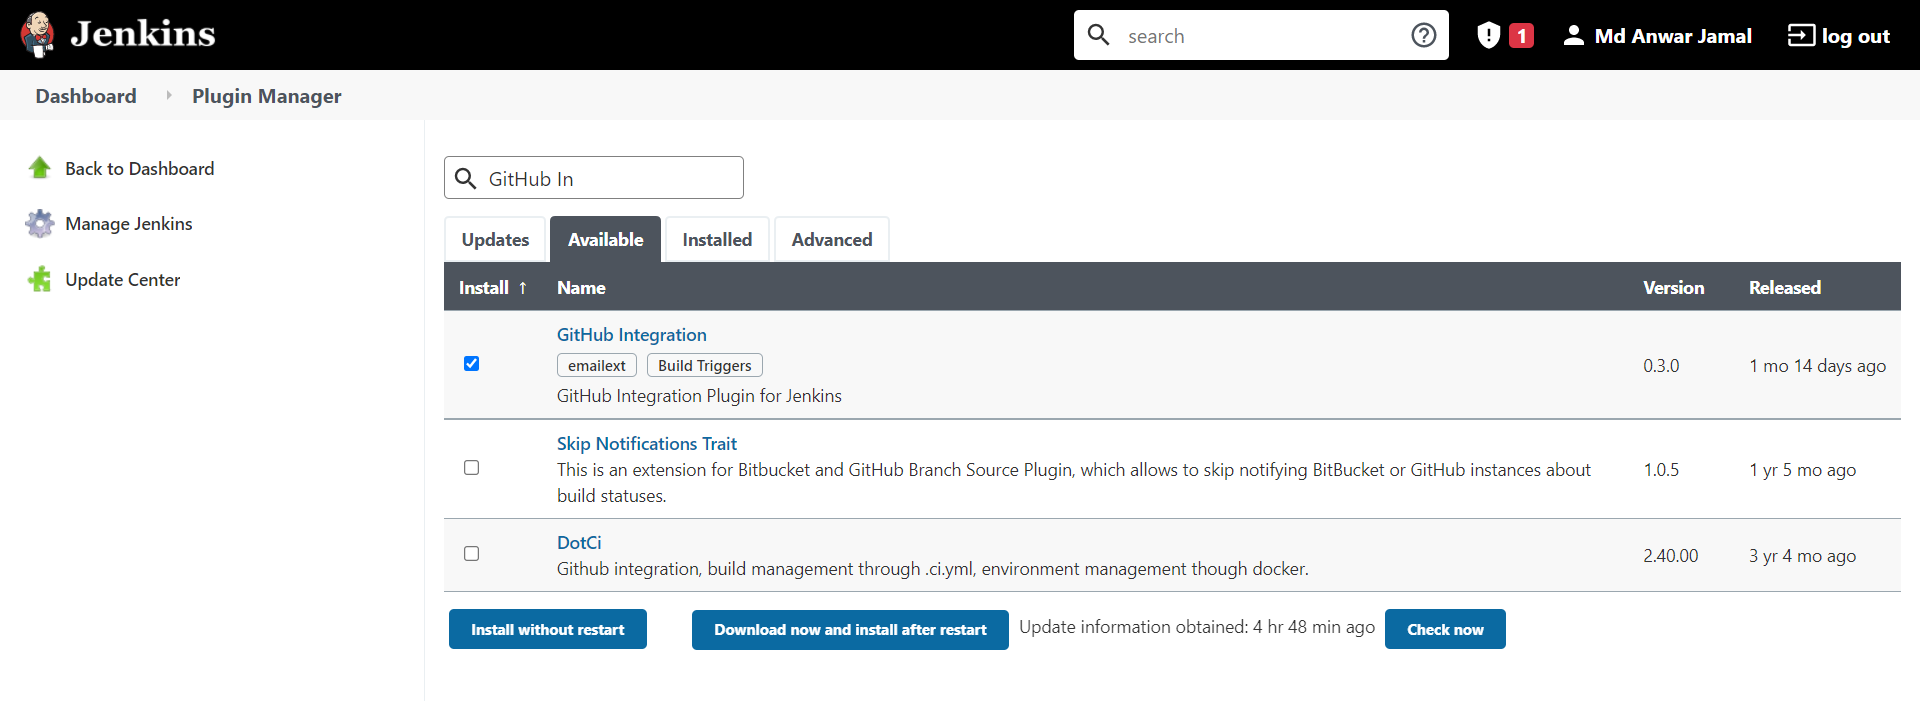 Jenkins
search
1
Md Anwar Jamal
log out
Dashboard
Plugin Manager
Back to Dashboard
Manage Jenkins
Update Center
GitHub In
Updates
Available
Installed
Advanced
Install ↑
Name
Version
Released
GitHub Integration
emailext
Build Triggers
GitHub Integration Plugin for Jenkins
0.3.0
1 mo 14 days ago
Skip Notifications Trait
This is an extension for Bitbucket and GitHub Branch Source Plugin, which allows to skip notifying BitBucket or GitHub instances about
build statuses.
1.0.5
1 yr 5 mo ago
DotCi
Github integration, build management through .ci.yml, environment management though docker.
2.40.00
3 yr 4 mo ago
Install without restart
Download now and install after restart
Update information obtained: 4 hr 48 min ago
Check now